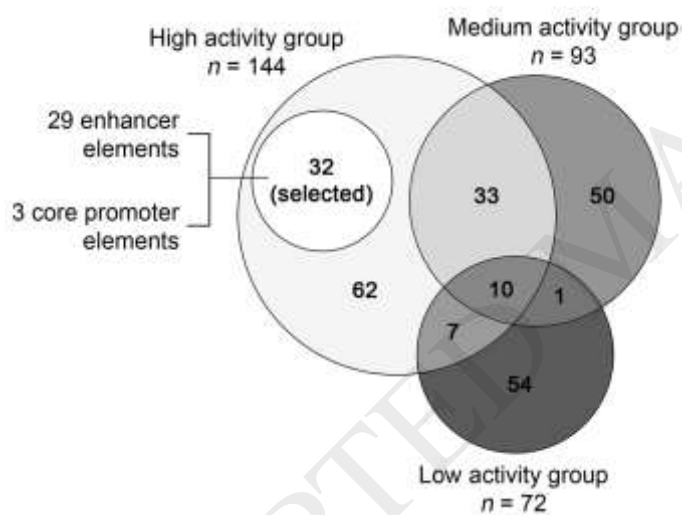 High activity group
n = 144
Medium activity group
n = 93
29 enhancer
elements
3 core promoter
elements
32
(selected)
33
50
62
10
1
7
54
Low activity group
n = 72